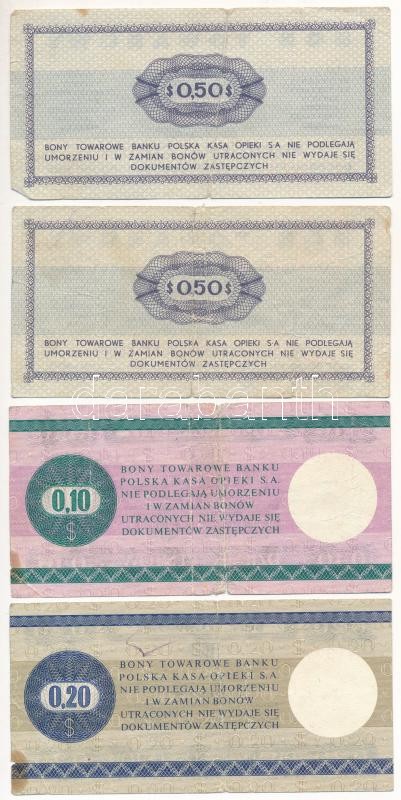 $0,50$
BONY TOWAROWE BANKU POLSKA KASA OPIEKI S·A NIE PODLEGAJĄ
UMORZENIU I W ZAMIAN BONÓW UTRACONYCH NIE WYDAJE SIĘ
DOKUMENTÓW ZASTĘPCZYCH
$0,50$
BONY TOWAROWE BANKU POLSKA KASA OPIEKI S·A NIE PODLEGAJĄ
UMORZENIU I W ZAMIAN BONÓW UTRACONYCH NIE WYDAJE SIĘ
DOKUMENTÓW ZASTĘPCZYCH
darabanth
0,10
$
BONY TOWAROWE BANKU
POLSKA KASA OPIEKI S.A.
NIE PODLEGAJĄ UMORZENIU
I W ZAMIAN BONÓW
UTRACONYCH NIE WYDAJE SIĘ
DOKUMENTÓW ZASTĘPCZYCH
0,20
$
BONY TOWAROWE BANKU
POLSKA KASA OPIEKI S.A.
NIE PODLEGAJĄ UMORZENIU
I W ZAMIAN BONÓW
UTRACONYCH NIE WYDAJE SIĘ
DOKUMENTÓW ZASTĘPCZYCH